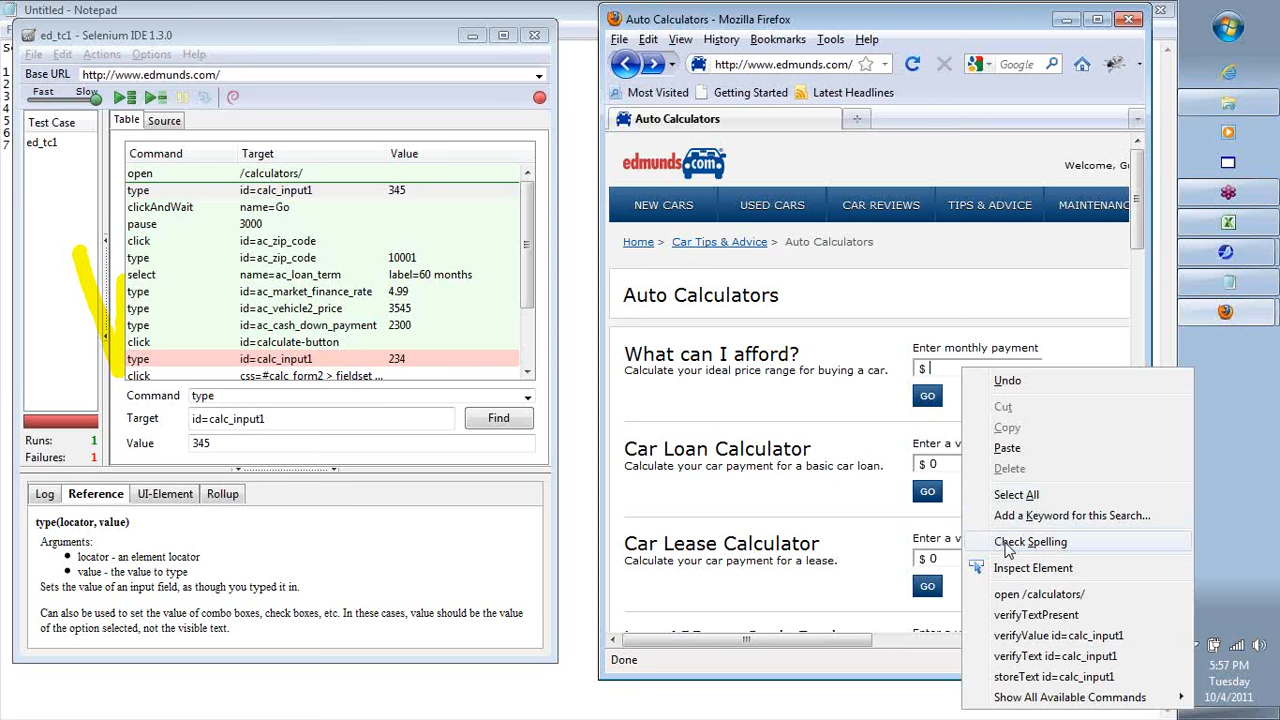 Untitled - Notepad
ed_tc1 - Selenium IDE 1.3.0
File Edit Actions Options Help
Base URL http://www.edmunds.com/
Fast Slow
1
2
3
4
5
6
7
Test Case
ed_tc1
Table Source
Command Target Value
open /calculators/
type id=calc_input1 345
clickAndWait name=Go
pause 3000
click id=ac_zip_code
type id=ac_zip_code 10001
select name=ac_loan_term label=60 months
type id=ac_market_finance_rate 4.99
type id=ac_vehicle2_price 3545
type id=ac_cash_down_payment 2300
click id=calculate-button
type id=calc_input1 234
click css=#calc_form2 > fieldset ...
Command type
Target id=calc_input1 Find
Value 345
Runs: 1
Failures: 1
Log Reference UI-Element Rollup
type(locator, value)
Arguments:
• locator - an element locator
• value - the value to type
Sets the value of an input field, as though you typed it in.
Can also be used to set the value of combo boxes, check boxes, etc. In these cases, value should be the value
of the option selected, not the visible text.
Auto Calculators - Mozilla Firefox
File Edit View History Bookmarks Tools Help
http://www.edmunds.com/ Google
Most Visited Getting Started Latest Headlines
Auto Calculators
edmunds.com
Welcome, Gu
NEW CARS USED CARS CAR REVIEWS TIPS & ADVICE MAINTENANC
Home > Car Tips & Advice > Auto Calculators
Auto Calculators
What can I afford?
Calculate your ideal price range for buying a car.
Enter monthly payment
$
GO
Car Loan Calculator
Calculate your car payment for a basic car loan.
Enter a v
$ 0
GO
Car Lease Calculator
Calculate your car payment for a lease.
Enter a v
$ 0
GO
Done
Undo
Cut
Copy
Paste
Delete
Select All
Add a Keyword for this Search...
Check Spelling
Inspect Element
open /calculators/
verifyTextPresent
verifyValue id=calc_input1
verifyText id=calc_input1
storeText id=calc_input1
Show All Available Commands
5:57 PM
Tuesday
10/4/2011